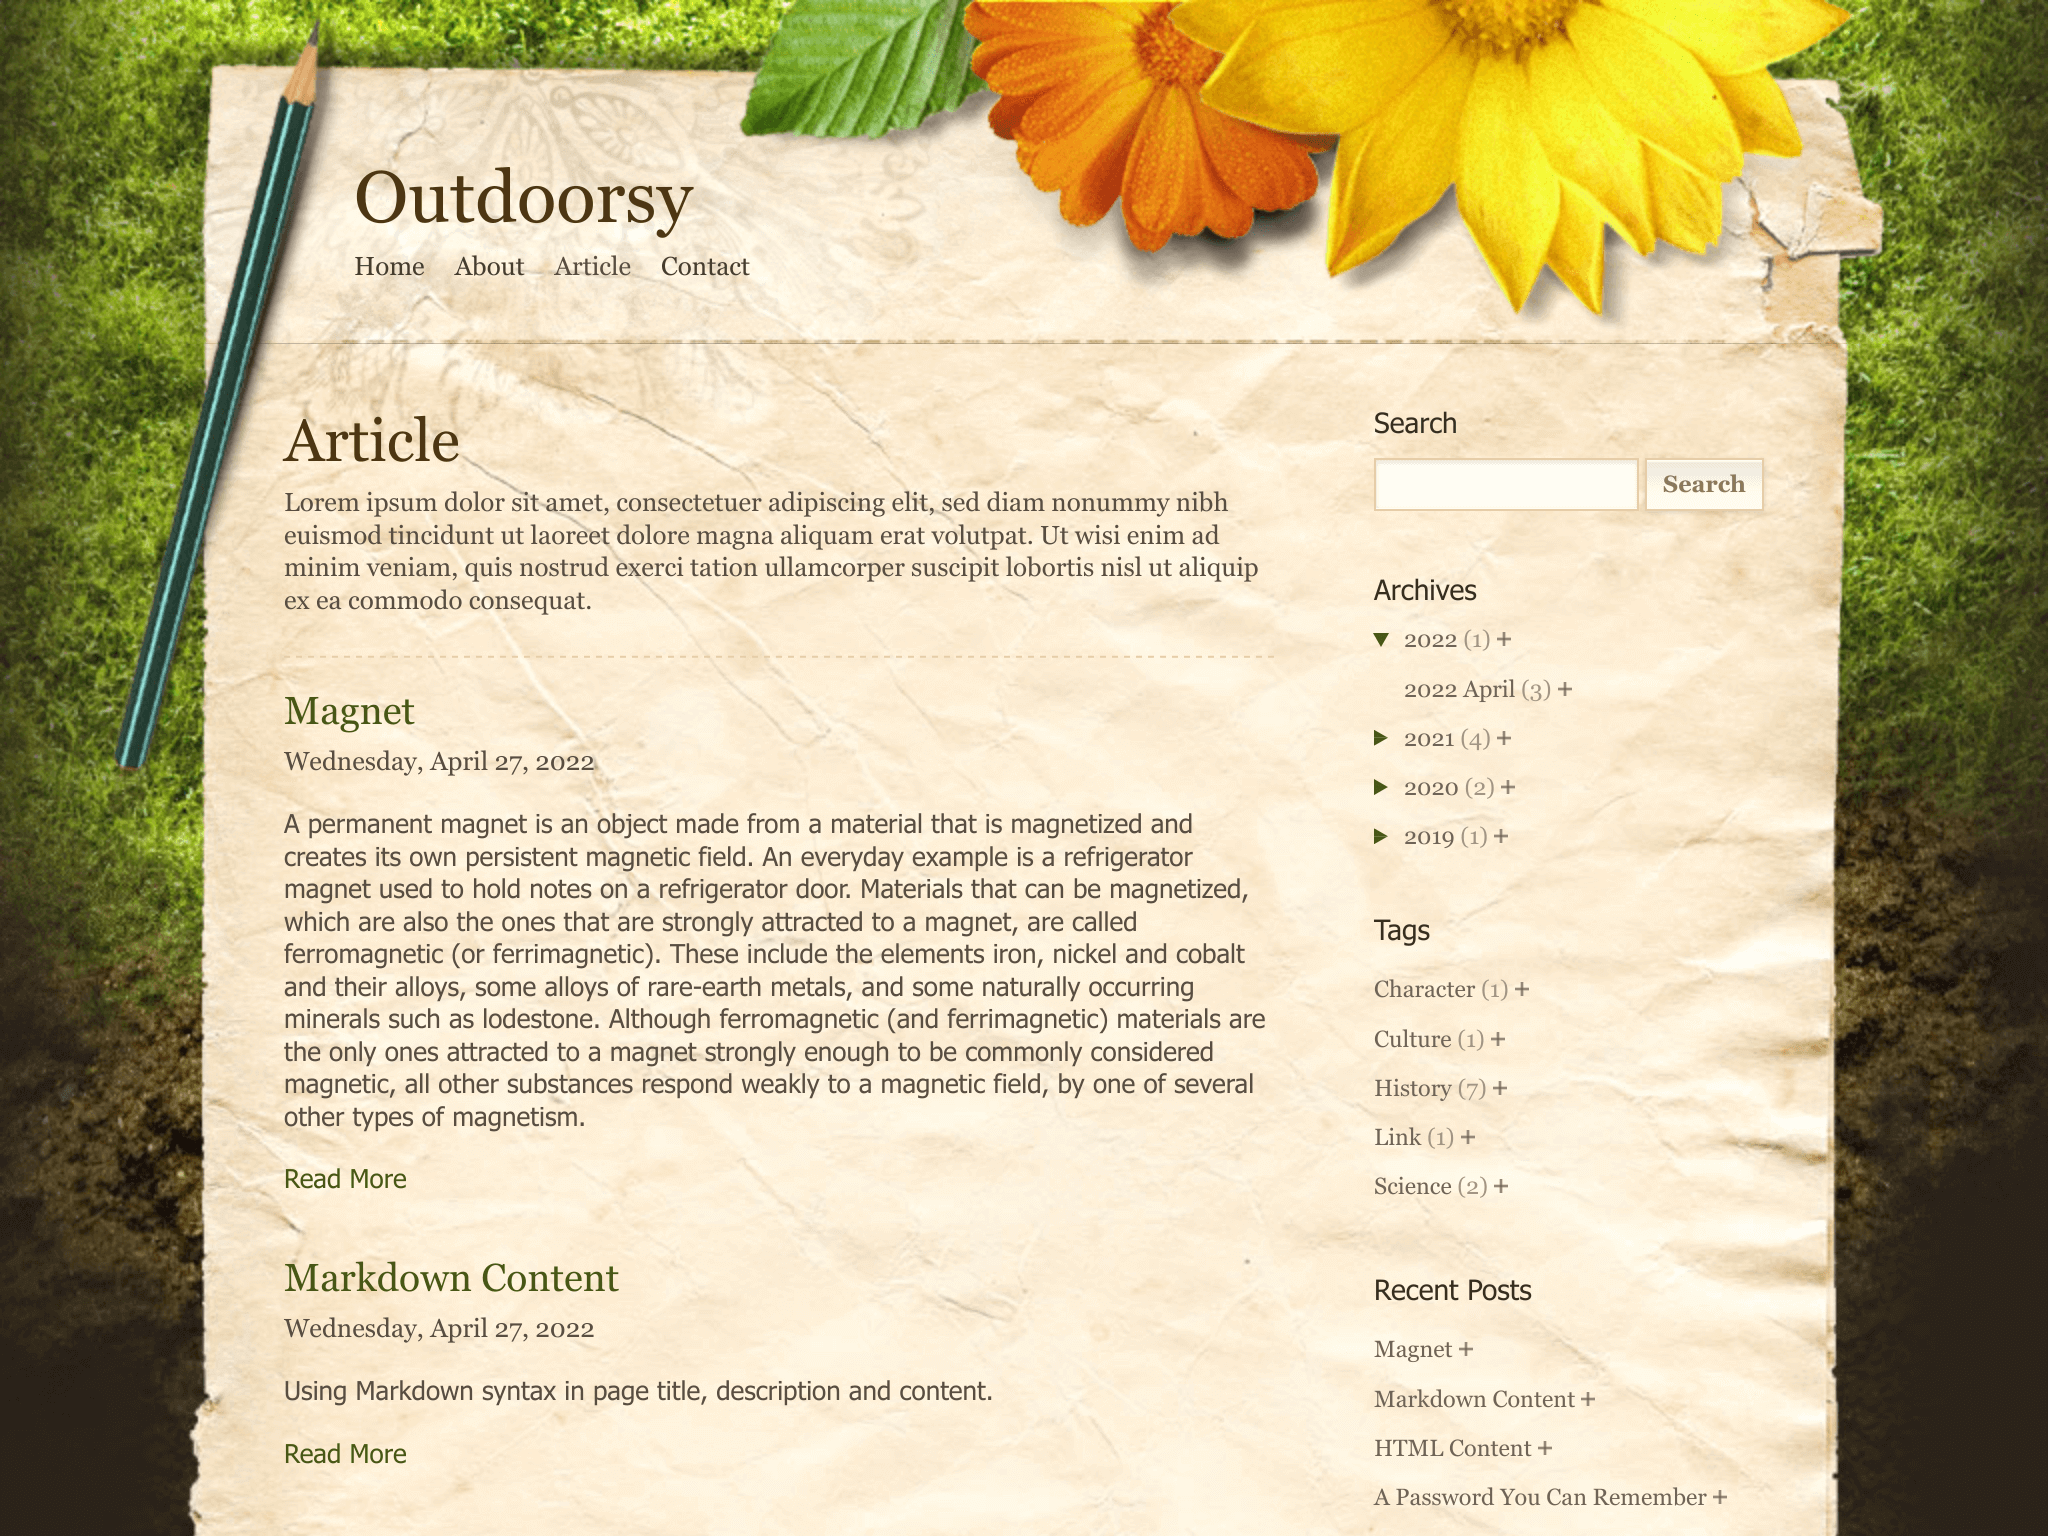 Outdoorsy
Home About Article Contact
Article
Lorem ipsum dolor sit amet, consectetuer adipiscing elit, sed diam nonummy nibh
euismod tincidunt ut laoreet dolore magna aliquam erat volutpat. Ut wisi enim ad
minim veniam, quis nostrud exerci tation ullamcorper suscipit lobortis nisl ut aliquip
ex ea commodo consequat.
Magnet
Wednesday, April 27, 2022
A permanent magnet is an object made from a material that is magnetized and
creates its own persistent magnetic field. An everyday example is a refrigerator
magnet used to hold notes on a refrigerator door. Materials that can be magnetized,
which are also the ones that are strongly attracted to a magnet, are called
ferromagnetic (or ferrimagnetic). These include the elements iron, nickel and cobalt
and their alloys, some alloys of rare-earth metals, and some naturally occurring
minerals such as lodestone. Although ferromagnetic (and ferrimagnetic) materials are
the only ones attracted to a magnet strongly enough to be commonly considered
magnetic, all other substances respond weakly to a magnetic field, by one of several
other types of magnetism.
Read More
Markdown Content
Wednesday, April 27, 2022
Using Markdown syntax in page title, description and content.
Read More
Search
Search
Archives
▼ 2022 (1) +
2022 April (3) +
► 2021 (4) +
► 2020 (2) +
► 2019 (1) +
Tags
Character (1) +
Culture (1) +
History (7) +
Link (1) +
Science (2) +
Recent Posts
Magnet +
Markdown Content +
HTML Content +
A Password You Can Remember +